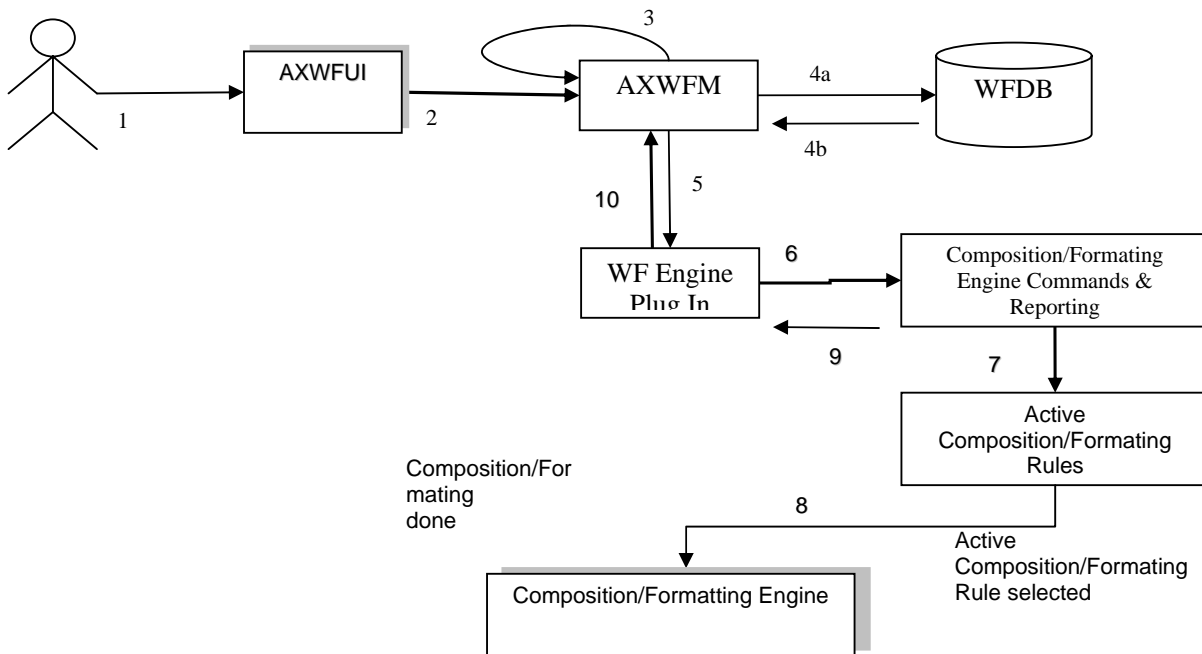 3
AXWFUI
AXWFM
4a
WFDB
1
2
4b
5
10
WF Engine
Plug In
6
Composition/Formating
Engine Commands &
Reporting
9
7
Active
Composition/Formating
Rules
Composition/For
mating
done
8
Active
Composition/Formating
Rule selected
Composition/Formatting Engine